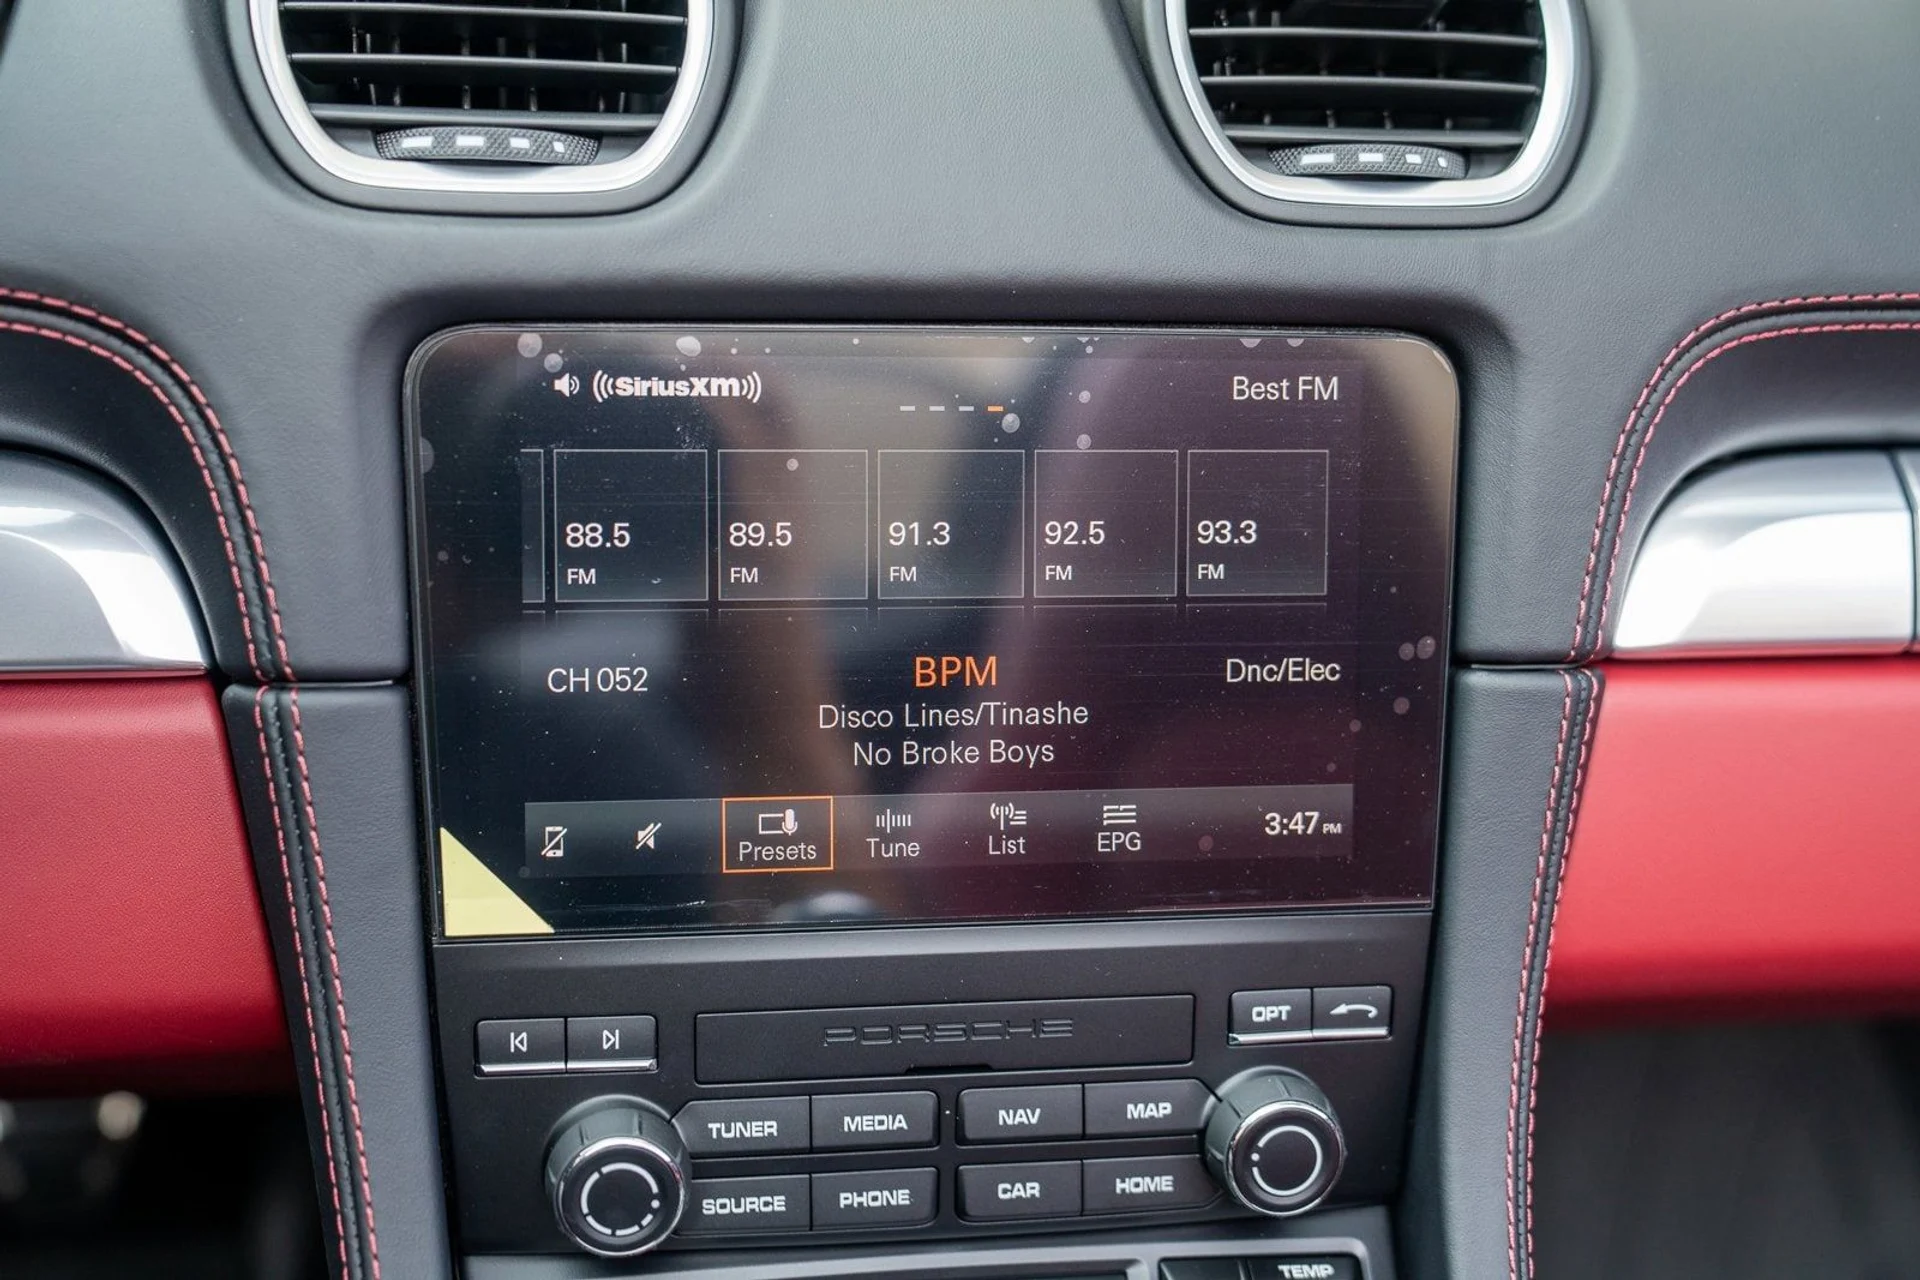 SiriusXM
Best FM
88.5
FM
89.5
FM
91.3
FM
92.5
FM
93.3
FM
CH 052
BPM
Dnc/Elec
Disco Lines/Tinashe
No Broke Boys
Presets
Tune
List
EPG
3:47 PM
PORSCHE
OPT
TUNER
MEDIA
NAV
MAP
SOURCE
PHONE
CAR
HOME
TEMP